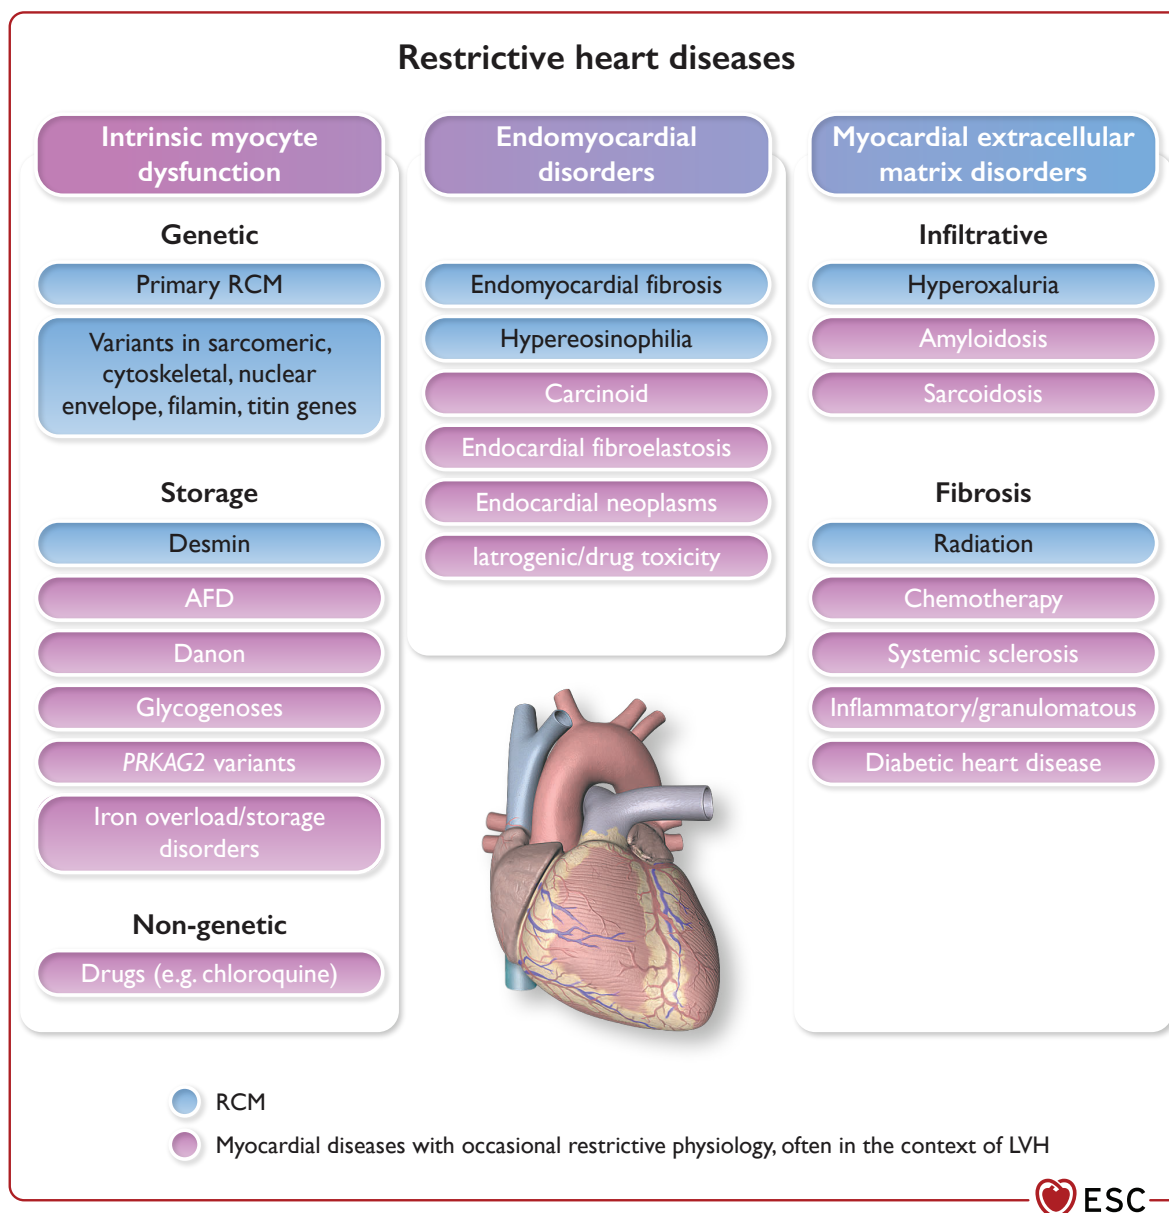 Restrictive heart diseases
Intrinsic myocyte
dysfunction
Genetic
Primary RCM
Variants in sarcomeric,
cytoskeletal, nuclear
envelope, filamin, titin genes
Storage
Desmin
AFD
Danon
Glycogenoses
PRKAG2 variants
Iron overload/storage
disorders
Non-genetic
Drugs (e.g. chloroquine)
Endomyocardial
disorders
Endomyocardial fibrosis
Hypereosinophilia
Carcinoid
Endocardial fibroelastosis
Endocardial neoplasms
Iatrogenic/drug toxicity
Myocardial extracellular
matrix disorders
Infiltrative
Hyperoxaluria
Amyloidosis
Sarcoidosis
Fibrosis
Radiation
Chemotherapy
Systemic sclerosis
Inflammatory/granulomatous
Diabetic heart disease
RCM
Myocardial diseases with occasional restrictive physiology, often in the context of LVH
ESC